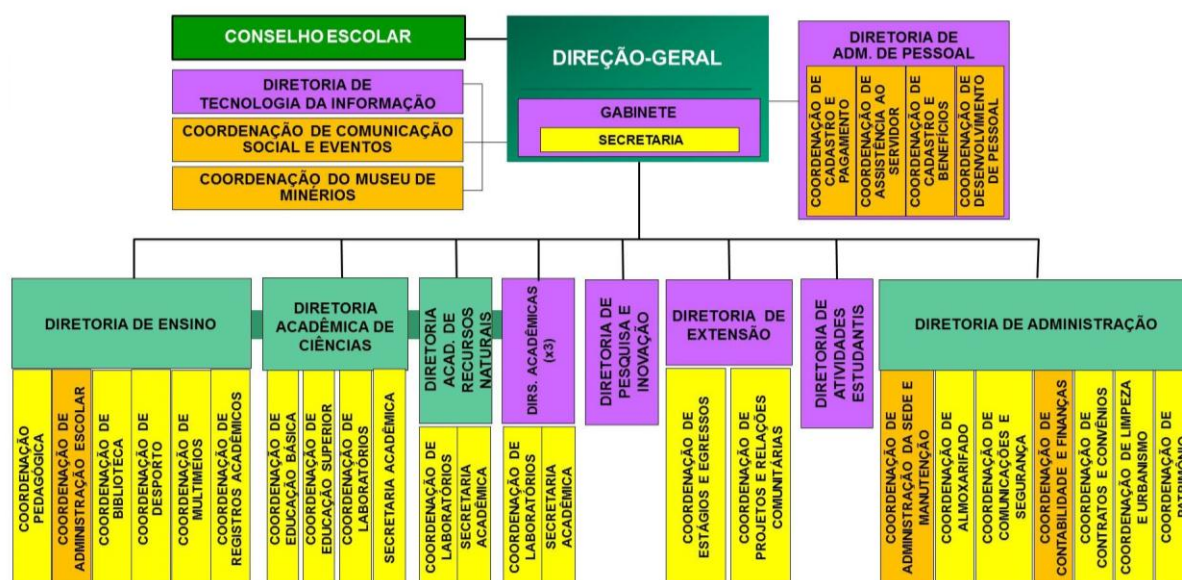 CONSELHO ESCOLAR
DIRETORIA DE
TECNOLOGIA DA INFORMAÇÃO
COORDENAÇÃO DE COMUNICAÇÃO
SOCIAL E EVENTOS
COORDENAÇÃO DO MUSEU DE
MINÉRIOS
DIREÇÃO-GERAL
GABINETE
SECRETARIA
DIRETORIA DE
ADM. DE PESSOAL
COORDENAÇÃO DE
CADASTRO E
PAGAMENTO
COORDENAÇÃO DE
ASSISTÊNCIA AO
SERVIDOR
COORDENAÇÃO DE
CADASTRO E
BENEFÍCIOS
COORDENAÇÃO DE
DESENVOLVIMENTO
DE PESSOAL
DIRETORIA DE ENSINO
COORDENAÇÃO
PEDAGÓGICA
COORDENAÇÃO DE
ADMINISTRAÇÃO ESCOLAR
COORDENAÇÃO DE
BIBLIOTECA
COORDENAÇÃO DE
DESPORTO
COORDENAÇÃO DE
MULTIMEIOS
COORDENAÇÃO DE
REGISTROS ACADÊMICOS
DIRETORIA
ACADÊMICA DE
CIÊNCIAS
COORDENAÇÃO DE
EDUCAÇÃO BÁSICA
COORDENAÇÃO DE
EDUCAÇÃO SUPERIOR
COORDENAÇÃO DE
LABORATÓRIOS
SECRETARIA ACADÊMICA
DIRETORIA
ACAD. DE
RECURSOS
NATURAIS
COORDENAÇÃO DE
LABORATÓRIOS
SECRETARIA
ACADÊMICA
DIRS. ACADÊMICAS
(x3)
COORDENAÇÃO DE
LABORATÓRIOS
SECRETARIA
ACADÊMICA
DIRETORIA DE
PESQUISA E
INOVAÇÃO
DIRETORIA DE
EXTENSÃO
COORDENAÇÃO DE
ESTÁGIOS E EGRESSOS
COORDENAÇÃO DE
PROJETOS E RELAÇÕES
COMUNITÁRIAS
DIRETORIA DE
ATIVIDADES
ESTUDANTIS
DIRETORIA DE ADMINISTRAÇÃO
COORDENAÇÃO DE
ADMINISTRAÇÃO DA SEDE E
MANUTENÇÃO
COORDENAÇÃO DE
ALMOXARIFADO
COORDENAÇÃO DE
COMUNICAÇÕES E
SEGURANÇA
COORDENAÇÃO DE
CONTABILIDADE E FINANÇAS
COORDENAÇÃO DE
CONTRATOS E CONVÊNIOS
COORDENAÇÃO DE LIMPEZA
E URBANISMO
COORDENAÇÃO DE
PATRIMÔNIO